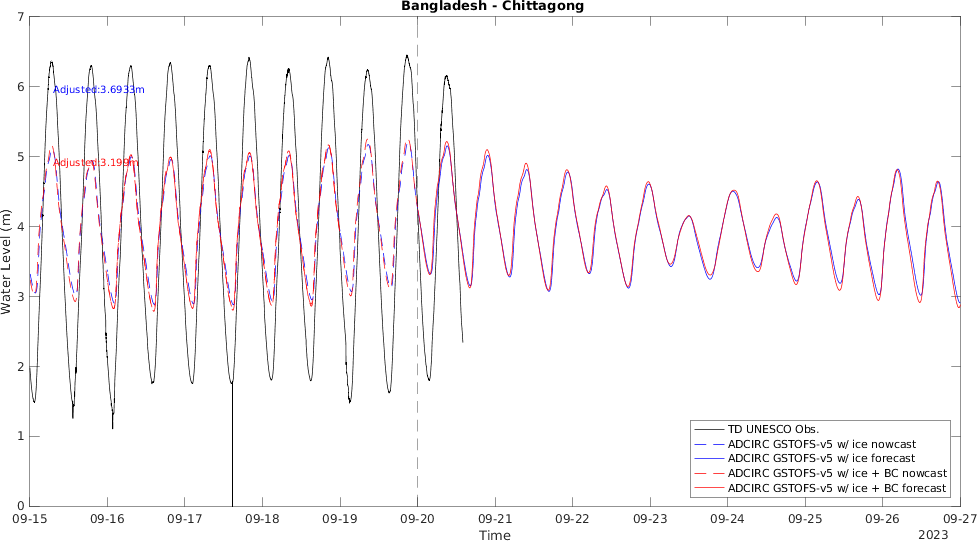 Bangladesh - Chittagong
7
6
5
4
3
2
1
0
Water Level (m)
Adjusted:3.6933m
Adjusted:3.199m
TD UNESCO Obs.
ADCIRC GSTOFS-v5 w/ ice nowcast
ADCIRC GSTOFS-v5 w/ ice forecast
ADCIRC GSTOFS-v5 w/ ice + BC nowcast
ADCIRC GSTOFS-v5 w/ ice + BC forecast
09-15 09-16 09-17 09-18 09-19 09-20 09-21 09-22 09-23 09-24 09-25 09-26 09-27
Time
2023